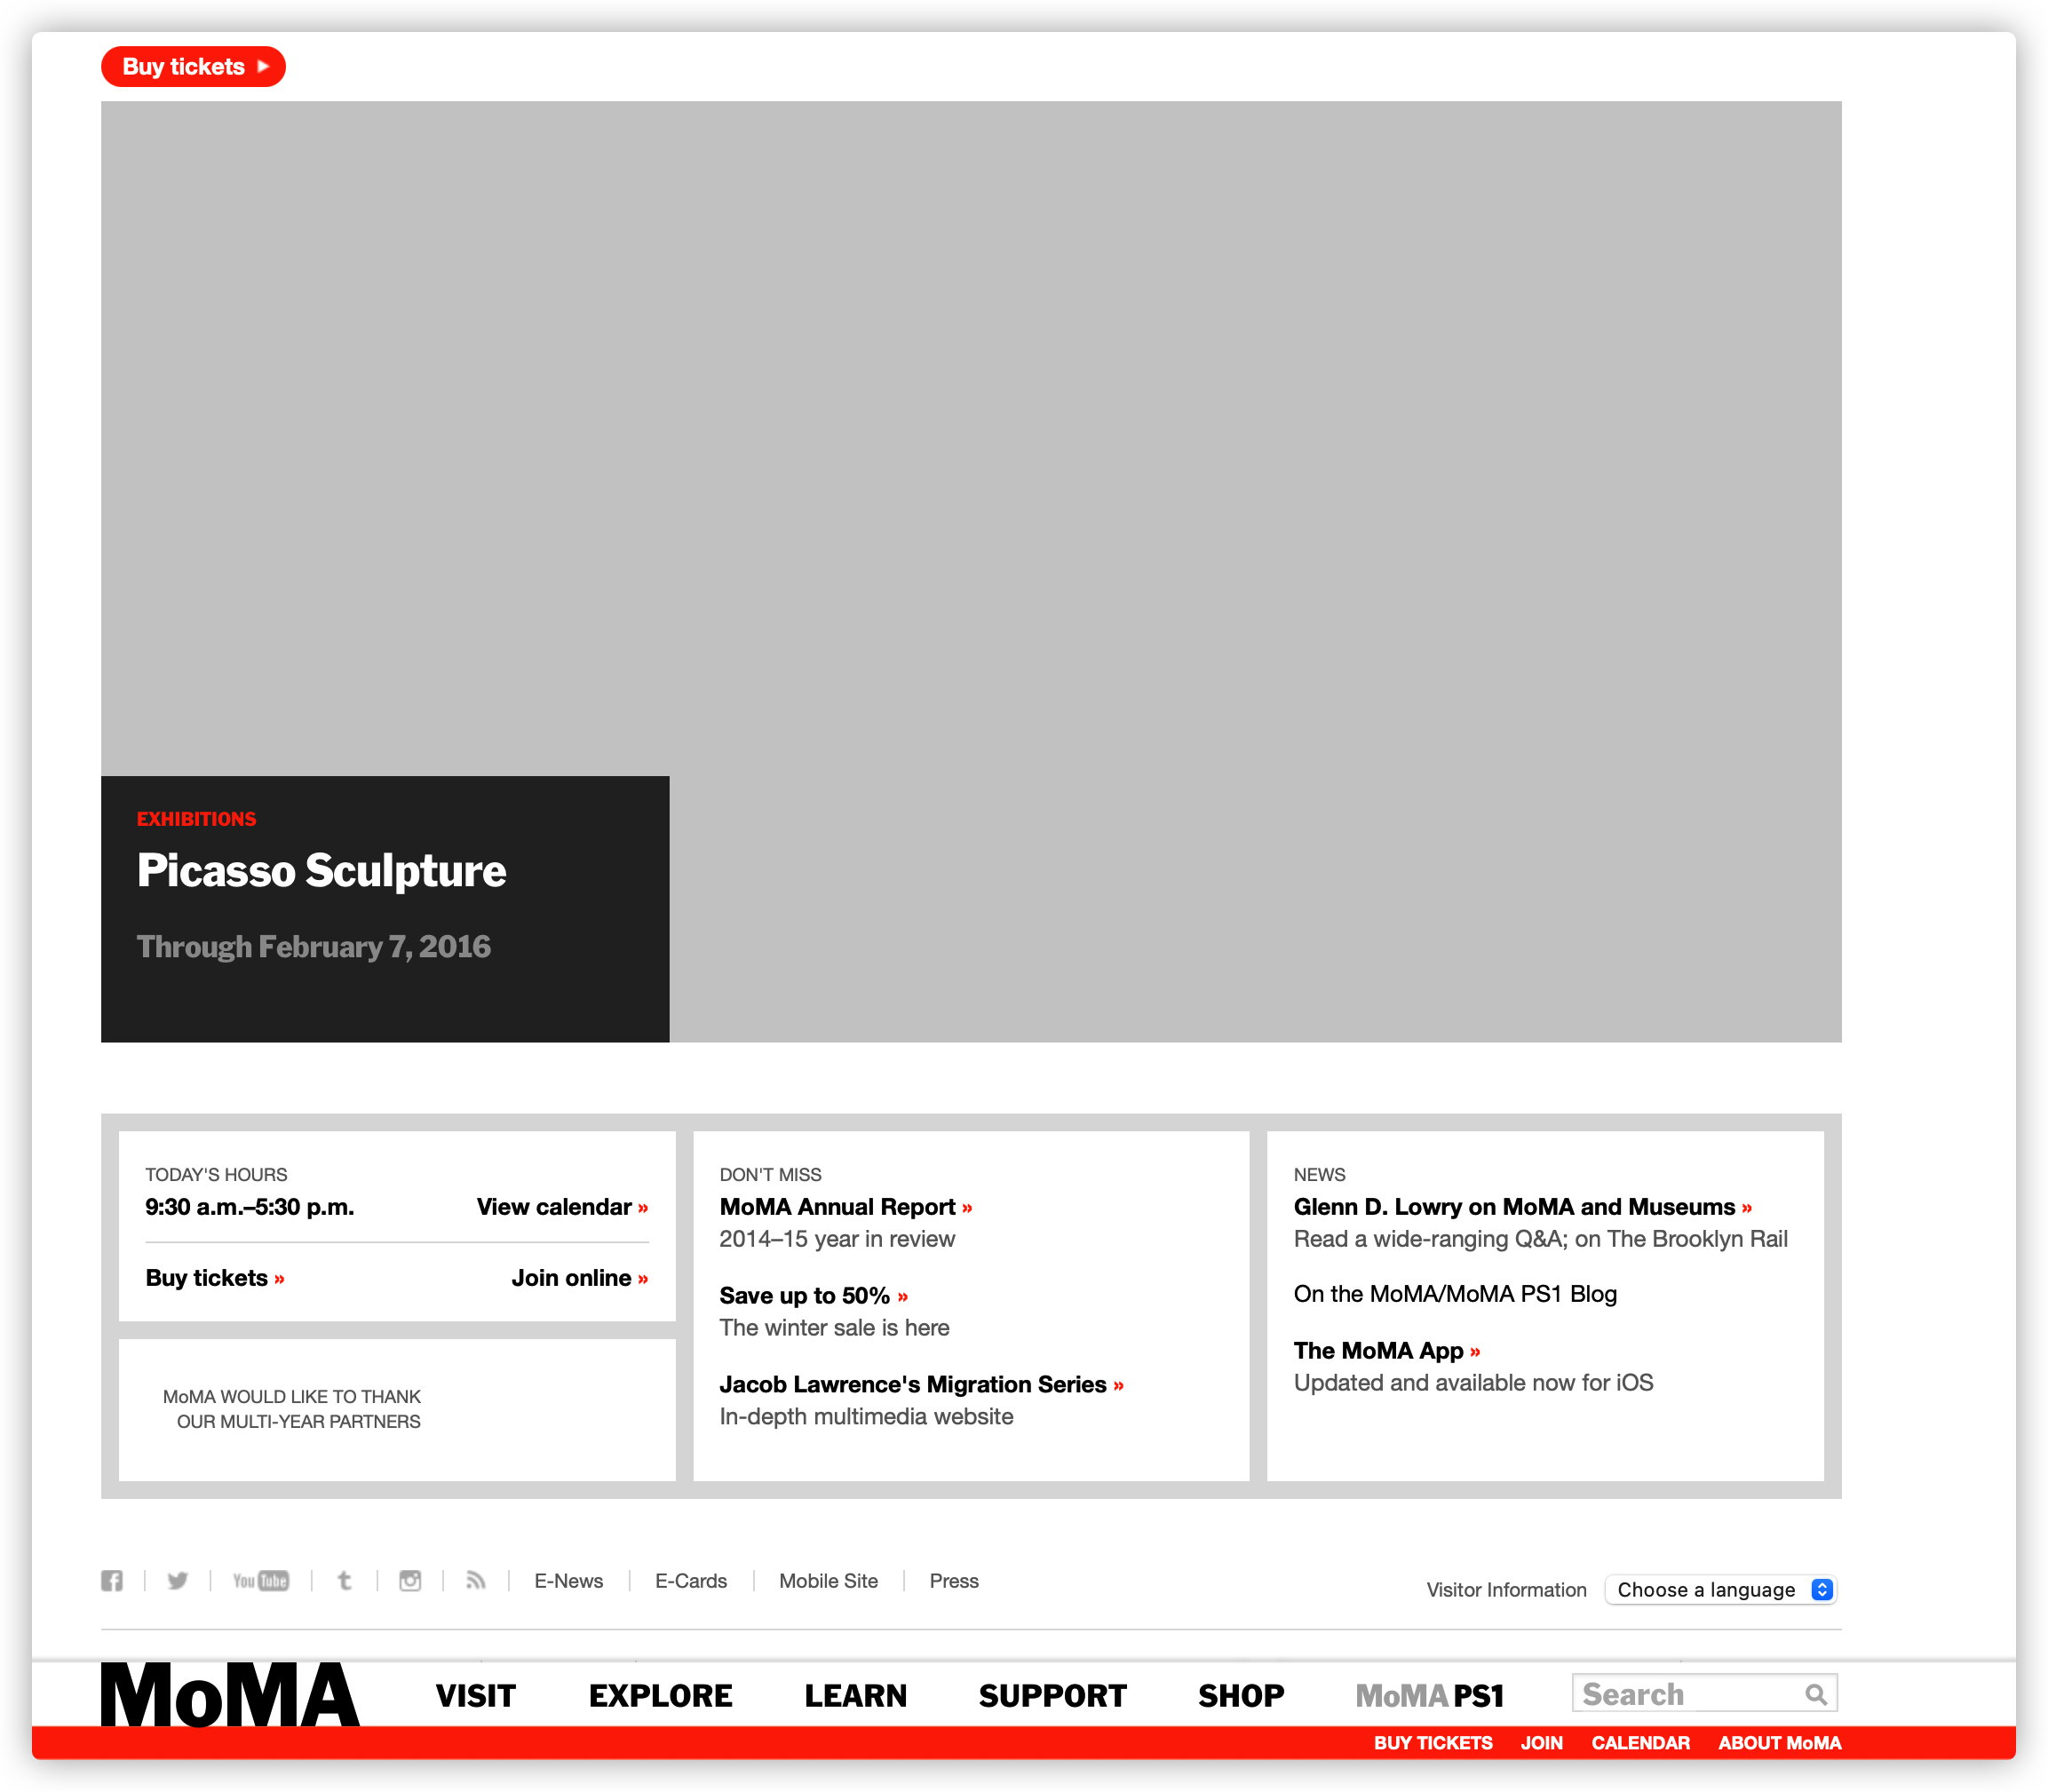 Buy tickets
EXHIBITIONS
Picasso Sculpture
Through February 7, 2016
TODAY'S HOURS
9:30 a.m.–5:30 p.m. View calendar »
Buy tickets » Join online »
MoMA WOULD LIKE TO THANK
OUR MULTI-YEAR PARTNERS
DON'T MISS
MoMA Annual Report »
2014–15 year in review
Save up to 50% »
The winter sale is here
Jacob Lawrence's Migration Series »
In-depth multimedia website
NEWS
Glenn D. Lowry on MoMA and Museums »
Read a wide-ranging Q&A; on The Brooklyn Rail
On the MoMA/MoMA PS1 Blog
The MoMA App »
Updated and available now for iOS
YouTube E-News E-Cards Mobile Site Press
Visitor Information Choose a language
MoMA VISIT EXPLORE LEARN SUPPORT SHOP MoMA PS1 Search
BUY TICKETS JOIN CALENDAR ABOUT MoMA